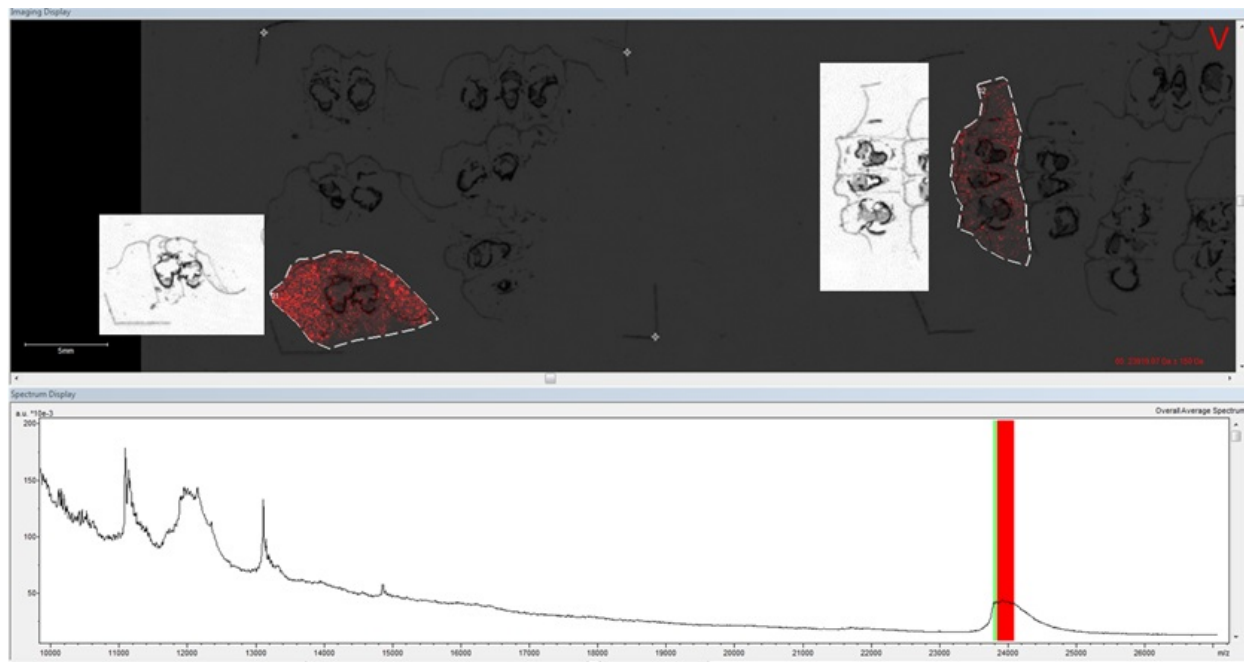 Imaging Display
V
5mm
Spectrum Display
a.u. *10e-3
Overall Average Spectrum
200
150
100
50
10000 11000 12000 13000 14000 15000 16000 17000 18000 19000 20000 21000 22000 23000 24000 25000 26000 m/z